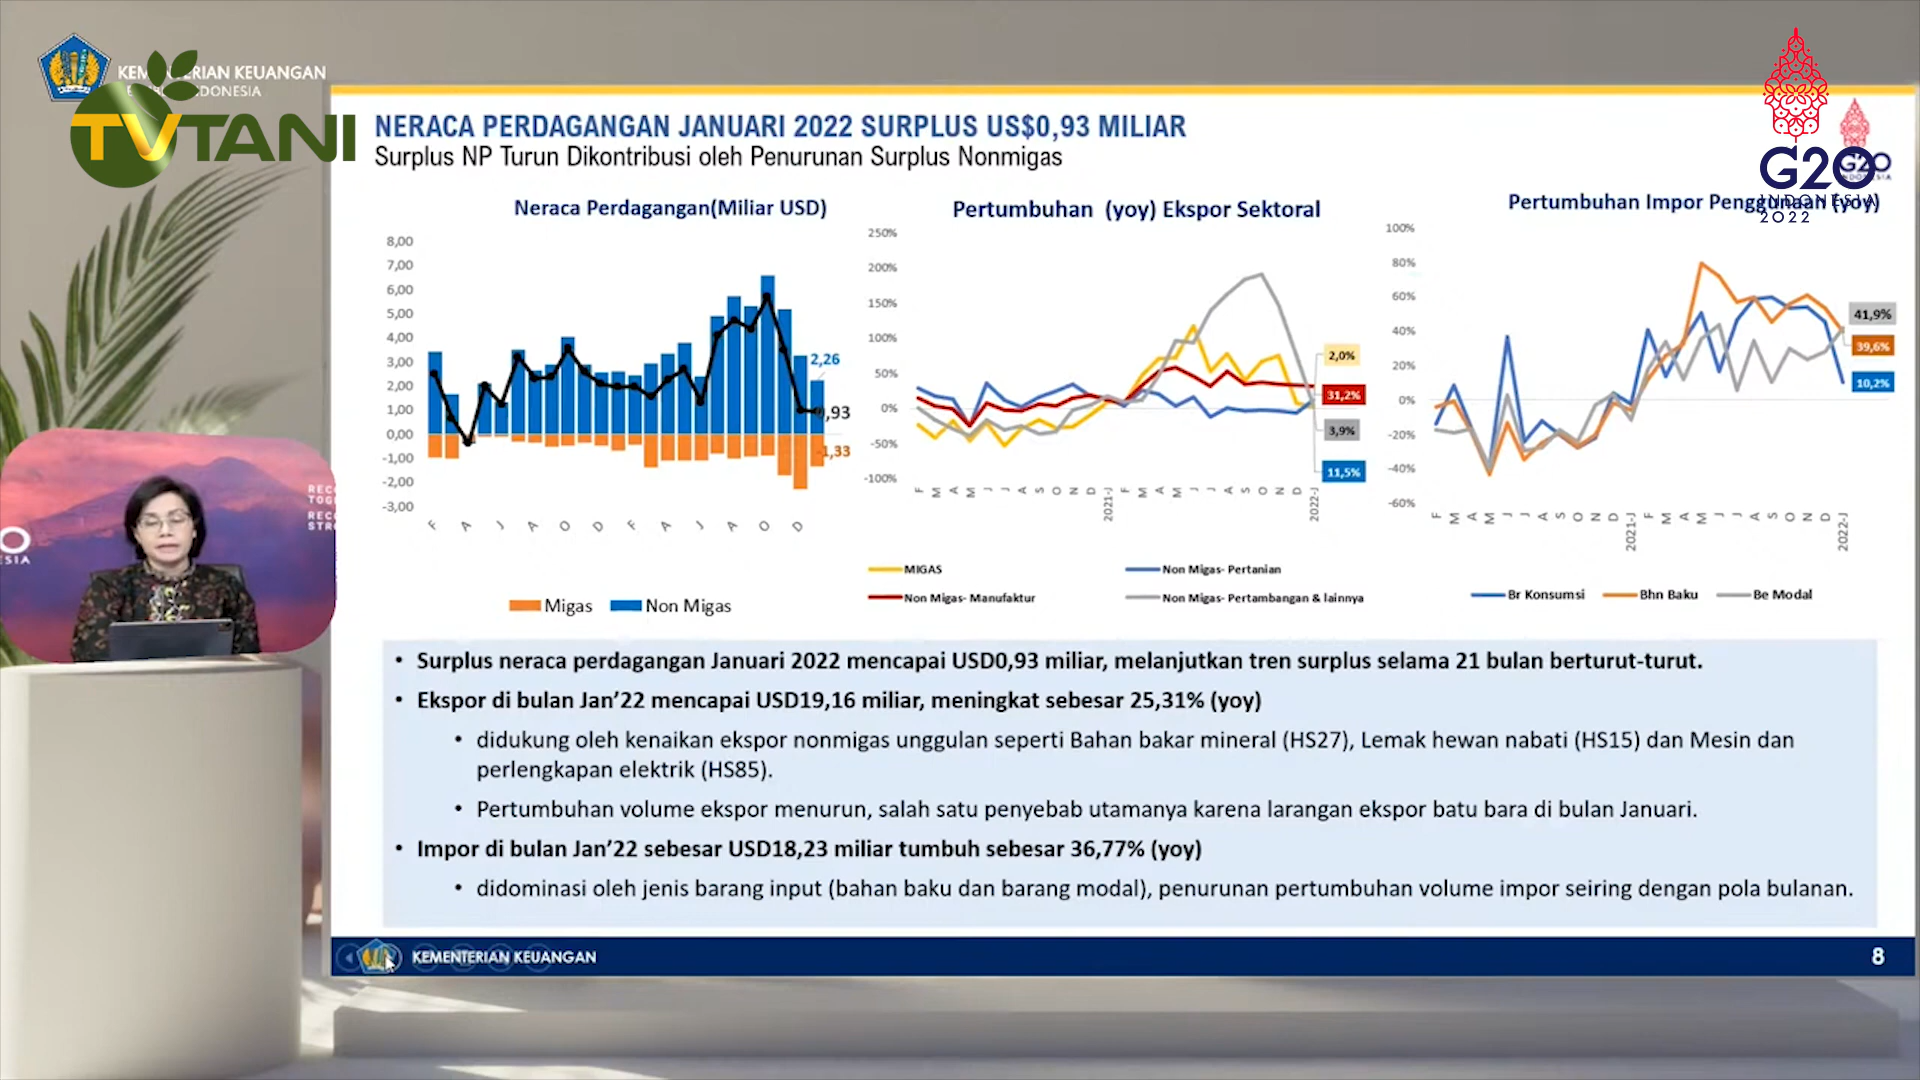 KEMENTERIAN KEUANGAN
TVTANI
NERACA PERDAGANGAN JANUARI 2022 SURPLUS US$0,93 MILIAR
Surplus NP Turun Dikontribusi oleh Penurunan Surplus Nonmigas
G20
INDONESIA
2022
G20
Neraca Perdagangan(Miliar USD)
8,00
7,00
6,00
5,00
4,00
3,00
2,00
1,00
0,00
-1,00
-2,00
-3,00
2,26
0,93
-1,33
F A J A O D F A J A O D
Migas Non Migas
Pertumbuhan (yoy) Ekspor Sektoral
250%
200%
150%
100%
50%
0%
-50%
-100%
2,0%
31,2%
3,9%
11,5%
F M A M J J A S O N D 2021-J F M A M J J A S O N D 2022-J
MIGAS Non Migas- Pertanian
Non Migas- Manufaktur Non Migas- Pertambangan & lainnya
Pertumbuhan Impor Penggunaan (yoy)
100%
80%
60%
40%
20%
0%
-20%
-40%
-60%
41,9%
39,6%
10,2%
F M A M J J A S O N D 2021-J F M A M J J A S O N D 2022-J
Br Konsumsi Bhn Baku Be Modal
• Surplus neraca perdagangan Januari 2022 mencapai USD0,93 miliar, melanjutkan tren surplus selama 21 bulan berturut-turut.
• Ekspor di bulan Jan’22 mencapai USD19,16 miliar, meningkat sebesar 25,31% (yoy)
• didukung oleh kenaikan ekspor nonmigas unggulan seperti Bahan bakar mineral (HS27), Lemak hewan nabati (HS15) dan Mesin dan
perlengkapan elektrik (HS85).
• Pertumbuhan volume ekspor menurun, salah satu penyebab utamanya karena larangan ekspor batu bara di bulan Januari.
• Impor di bulan Jan’22 sebesar USD18,23 miliar tumbuh sebesar 36,77% (yoy)
• didominasi oleh jenis barang input (bahan baku dan barang modal), penurunan pertumbuhan volume impor seiring dengan pola bulanan.
KEMENTERIAN KEUANGAN
8